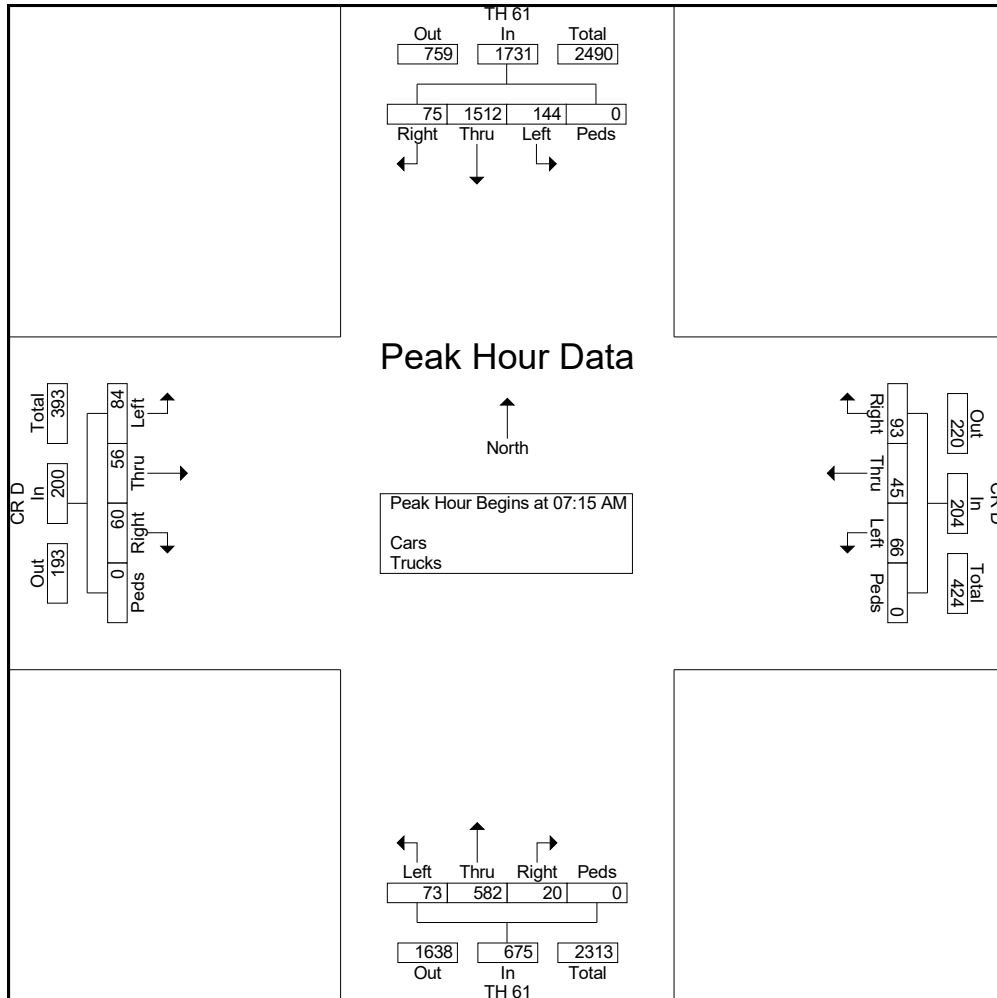 TH 61
Out In Total
759 1731 2490
75 1512 144 0
Right Thru Left Peds
Peak Hour Data
North
Peak Hour Begins at 07:15 AM
Cars
Trucks
CR D
Total In Out
393 200 193
84 56 60 0
Left Thru Right Peds
CR D
Out In Total
220 204 424
93 45 66 0
Right Thru Left Peds
Left Thru Right Peds
73 582 20 0
1638 675 2313
Out In Total
TH 61